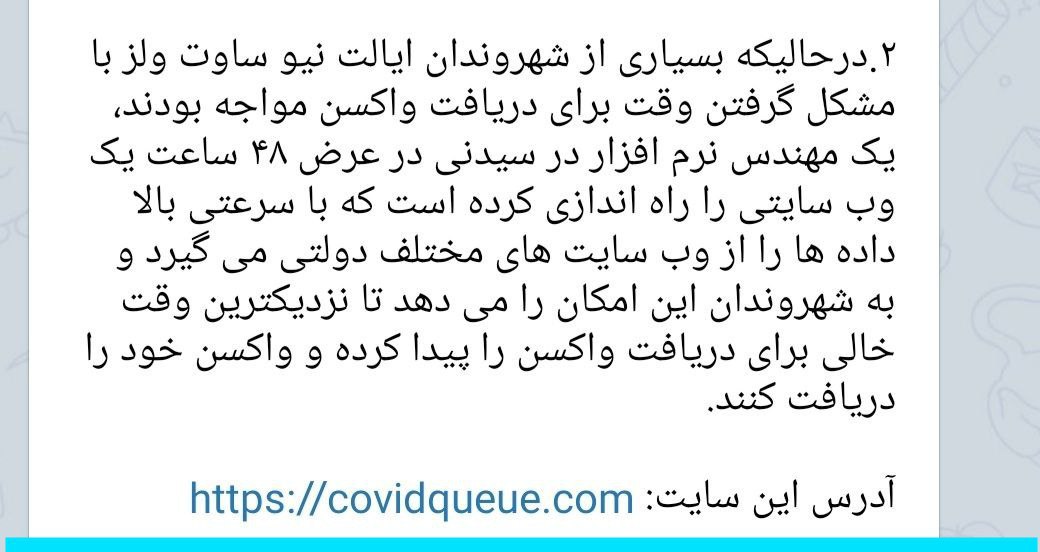 ۲.درحالیکه بسیاری از شهروندان ایالت نیو ساوت ولز با
مشکل گرفتن وقت برای دریافت واکسن مواجه بودند،
یک مهندس نرم افزار در سیدنی در عرض ۴۸ ساعت یک
وب سایتی را راه اندازی کرده است که با سرعتی بالا
داده ها را از وب سایت های مختلف دولتی می گیرد و
به شهروندان این امکان را می دهد تا نزدیکترین وقت
خالی برای دریافت واکسن را پیدا کرده و واکسن خود را
دریافت کنند.
آدرس این سایت: https://covidqueue.com